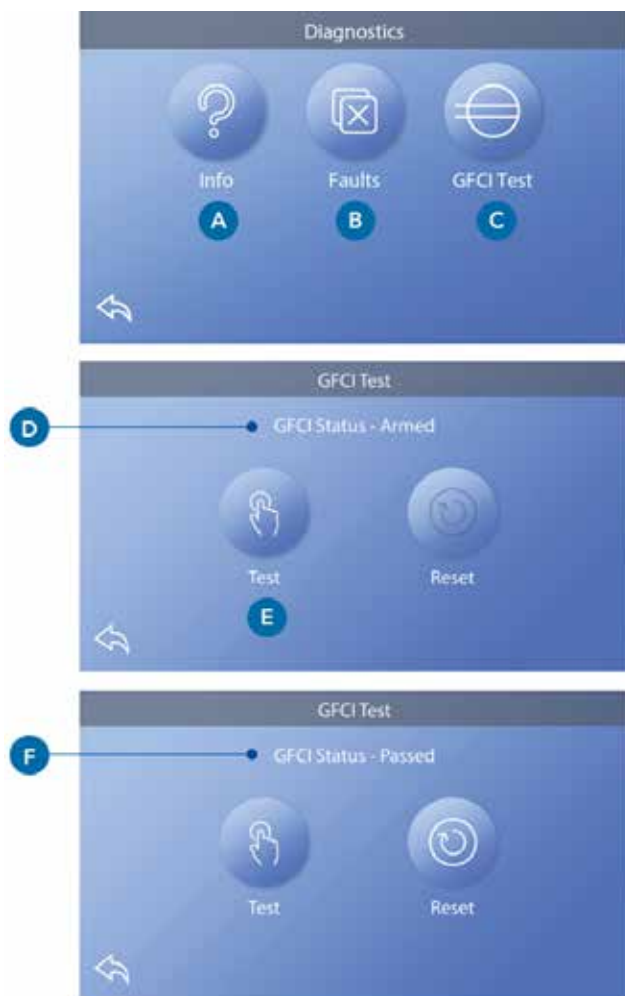 Diagnostics
Info Faults GFCI Test
A B C
GFCI Test
D GFCI Status - Armed
Test Reset
E
GFCI Test
F GFCI Status - Passed
Test Reset